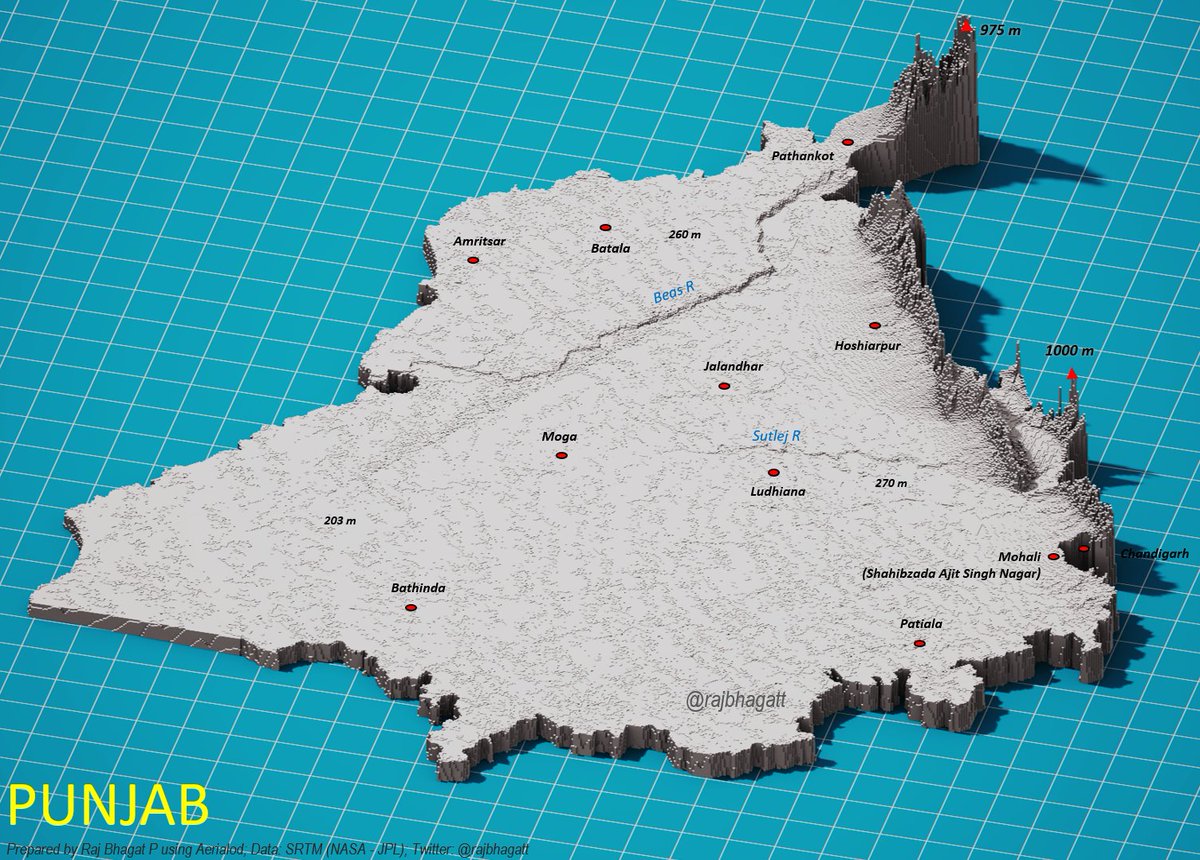 975 m
Pathankot
Amritsar
Batala
260 m
Beas R
Hoshiarpur
1000 m
Jalandhar
Moga
Sutlej R
270 m
Ludhiana
203 m
Chandigarh
Mohali
(Shahibzada Ajit Singh Nagar)
Bathinda
Patiala
@rajbhagatt
PUNJAB
Prepared by Raj Bhagat P using Aerialod, Data: SRTM (NASA - JPL), Twitter: @rajbhagatt